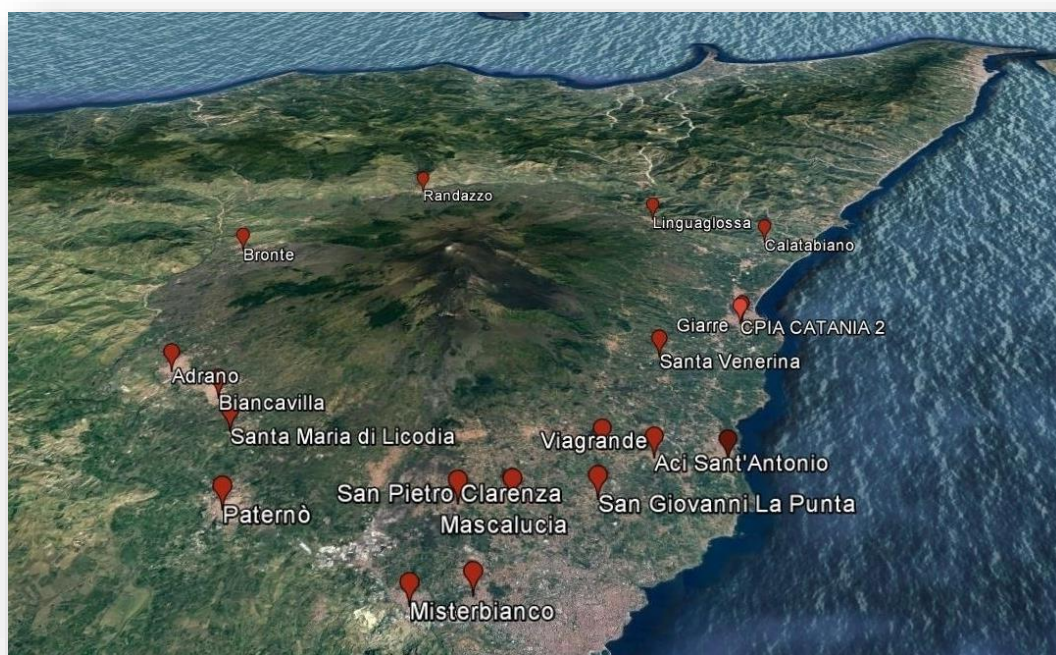 Randazzo
Linguaglossa
Bronte
Calatabiano
Giarre
CPIA CATANIA 2
Santa Venerina
Adrano
Biancavilla
Santa Maria di Licodia
Viagrande
Aci Sant'Antonio
San Pietro Clarenza
San Giovanni La Punta
Paternò
Mascalucia
Misterbianco